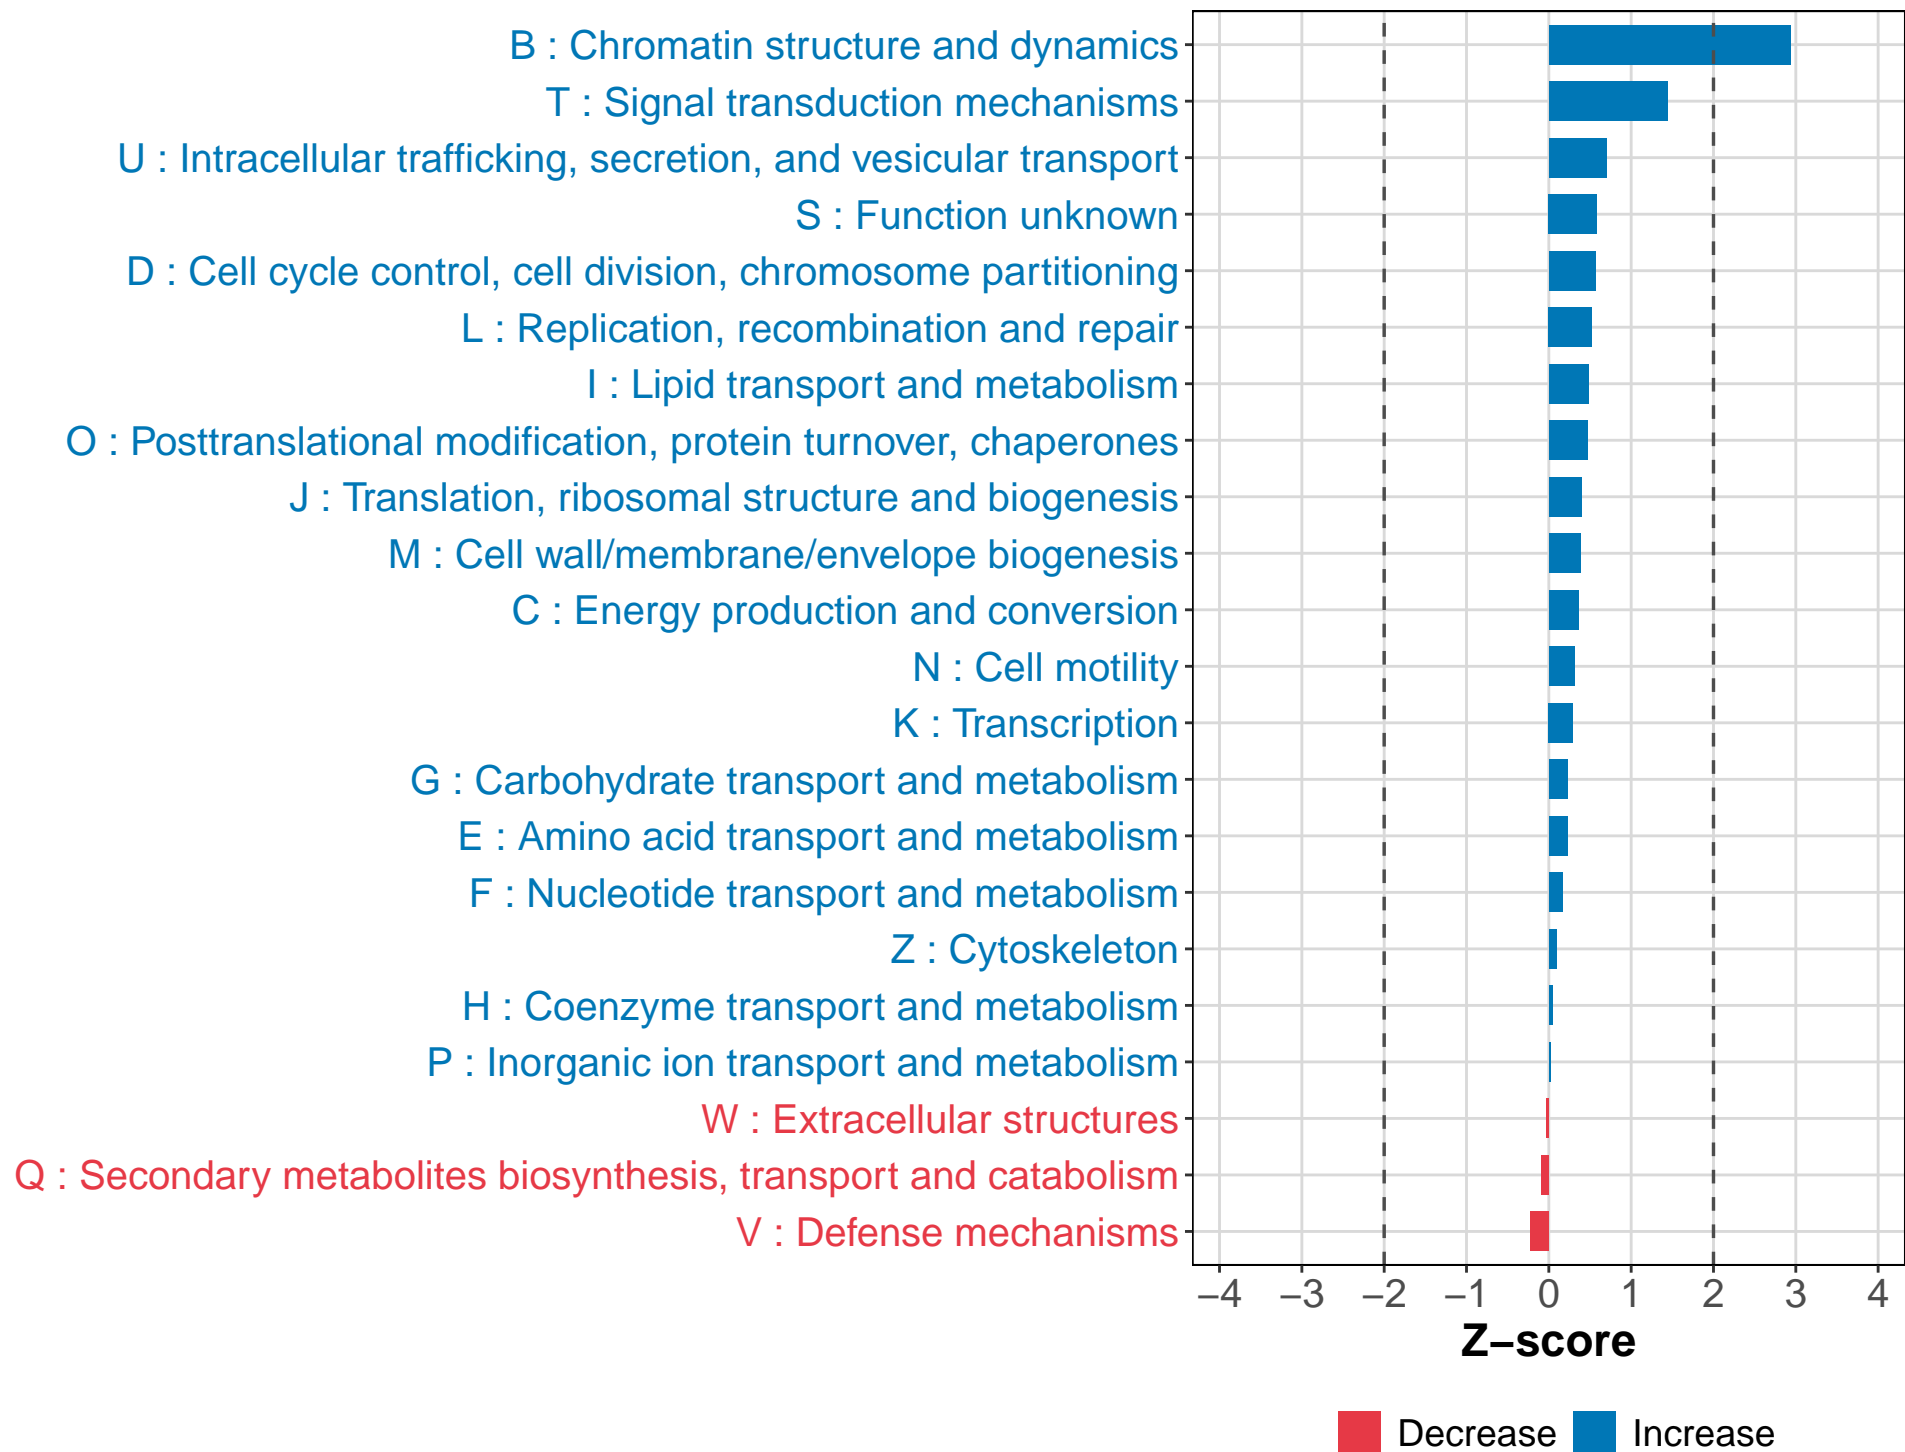 B : Chromatin structure and dynamics
T : Signal transduction mechanisms
U : Intracellular trafficking, secretion, and vesicular transport
S : Function unknown
D : Cell cycle control, cell division, chromosome partitioning
L : Replication, recombination and repair
I : Lipid transport and metabolism
O : Posttranslational modification, protein turnover, chaperones
J : Translation, ribosomal structure and biogenesis
M : Cell wall/membrane/envelope biogenesis
C : Energy production and conversion
N : Cell motility
K : Transcription
G : Carbohydrate transport and metabolism
E : Amino acid transport and metabolism
F : Nucleotide transport and metabolism
Z : Cytoskeleton
H : Coenzyme transport and metabolism
P : Inorganic ion transport and metabolism
W : Extracellular structures
Q : Secondary metabolites biosynthesis, transport and catabolism
V : Defense mechanisms
−4 −3 −2 −1 0 1 2 3 4
Z−score
Decrease Increase